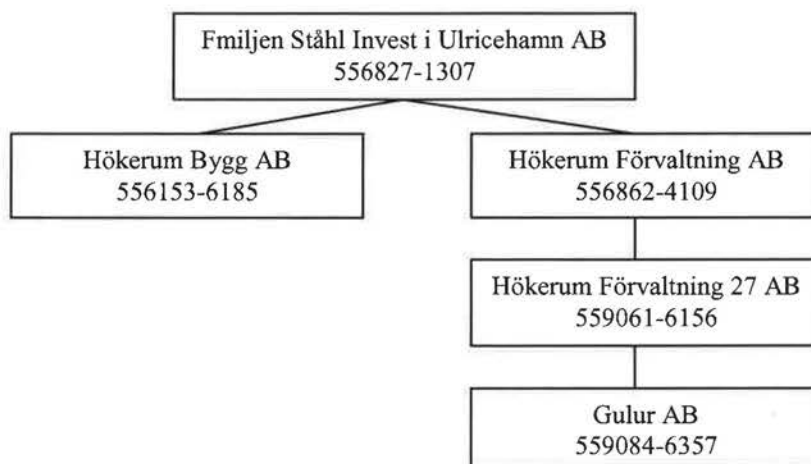 Fmiljen Ståhl Invest i Ulricehamn AB
556827-1307
Hökerum Bygg AB
556153-6185
Hökerum Förvaltning AB
556862-4109
Hökerum Förvaltning 27 AB
559061-6156
Gulur AB
559084-6357